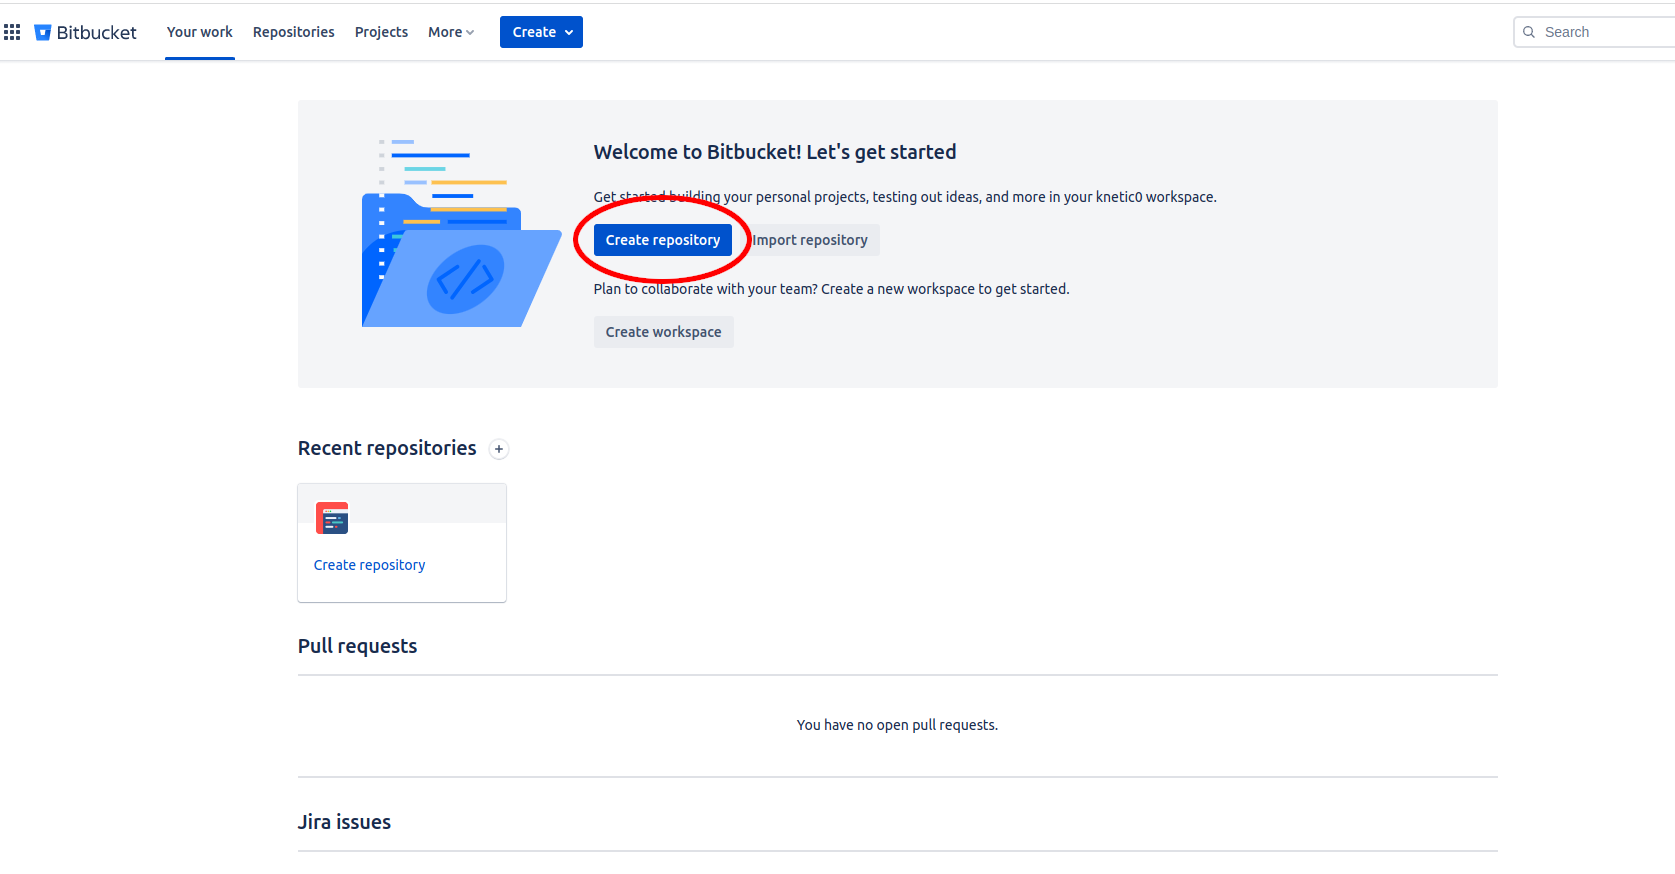 Bitbucket Your work Repositories Projects More Create Search
Welcome to Bitbucket! Let's get started
Get started building your personal projects, testing out ideas, and more in your knetic0 workspace.
Create repository Import repository
Plan to collaborate with your team? Create a new workspace to get started.
Create workspace
Recent repositories
Create repository
Pull requests
You have no open pull requests.
Jira issues